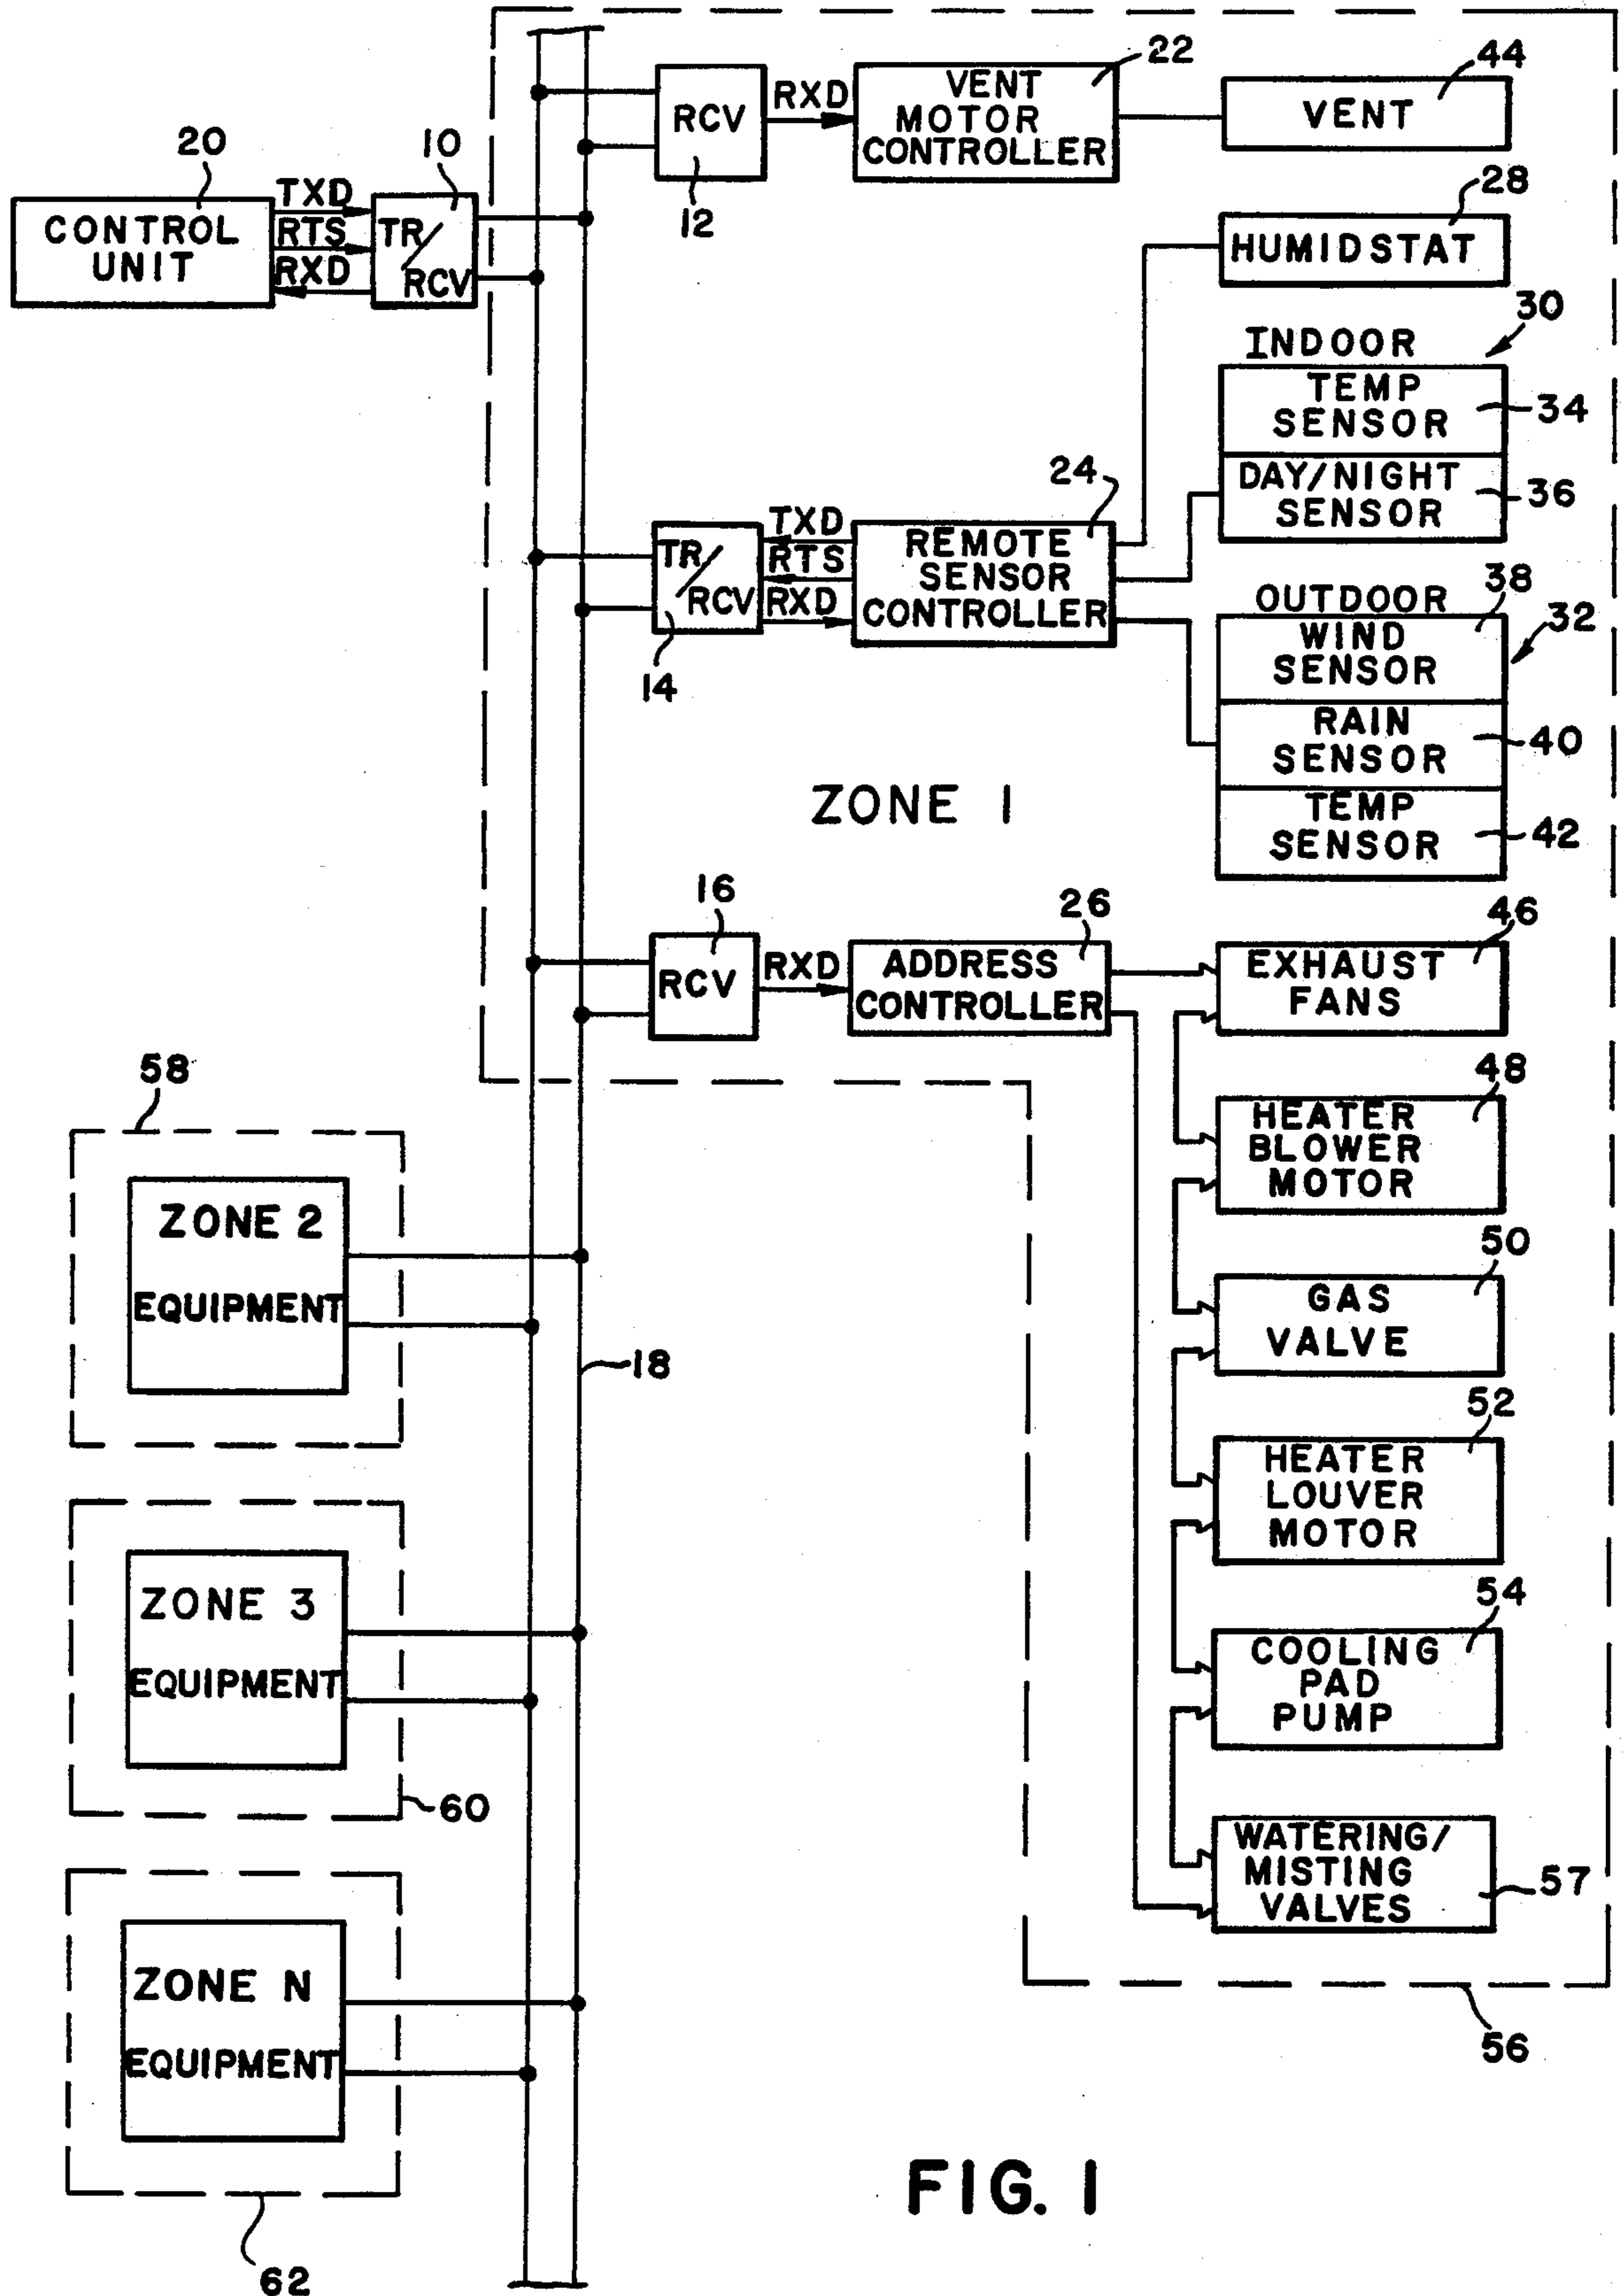 20
CONTROL
UNIT
TXD
RTS
RXD
10
TR/
RCV
RCV
12
RXD
22
VENT
MOTOR
CONTROLLER
44
VENT
28
HUMIDSTAT
30
INDOOR
TEMP
SENSOR
34
DAY/NIGHT
SENSOR
36
24
TR/
RCV
14
TXD
RTS
RXD
REMOTE
SENSOR
CONTROLLER
38
OUTDOOR
32
WIND
SENSOR
RAIN
SENSOR
40
TEMP
SENSOR
42
ZONE 1
16
RCV
RXD
26
ADDRESS
CONTROLLER
46
EXHAUST
FANS
48
HEATER
BLOWER
MOTOR
50
GAS
VALVE
52
HEATER
LOUVER
MOTOR
54
COOLING
PAD
PUMP
WATERING/
MISTING
VALVES
57
56
58
ZONE 2
EQUIPMENT
18
ZONE 3
EQUIPMENT
60
ZONE N
EQUIPMENT
62
FIG. 1